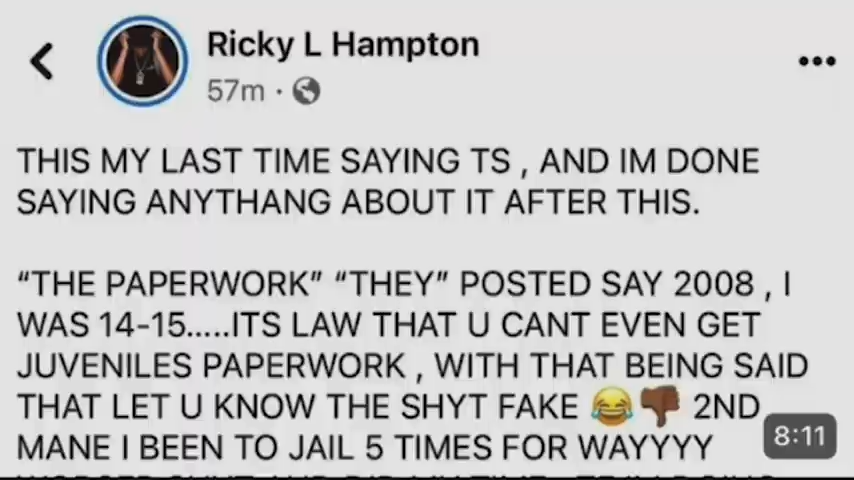 Ricky L Hampton
57m ·
THIS MY LAST TIME SAYING TS , AND IM DONE
SAYING ANYTHANG ABOUT IT AFTER THIS.
“THE PAPERWORK” “THEY” POSTED SAY 2008 , I
WAS 14-15.....ITS LAW THAT U CANT EVEN GET
JUVENILES PAPERWORK , WITH THAT BEING SAID
THAT LET U KNOW THE SHYT FAKE 😂👎🏾 2ND
MANE I BEEN TO JAIL 5 TIMES FOR WAYYYY
8:11